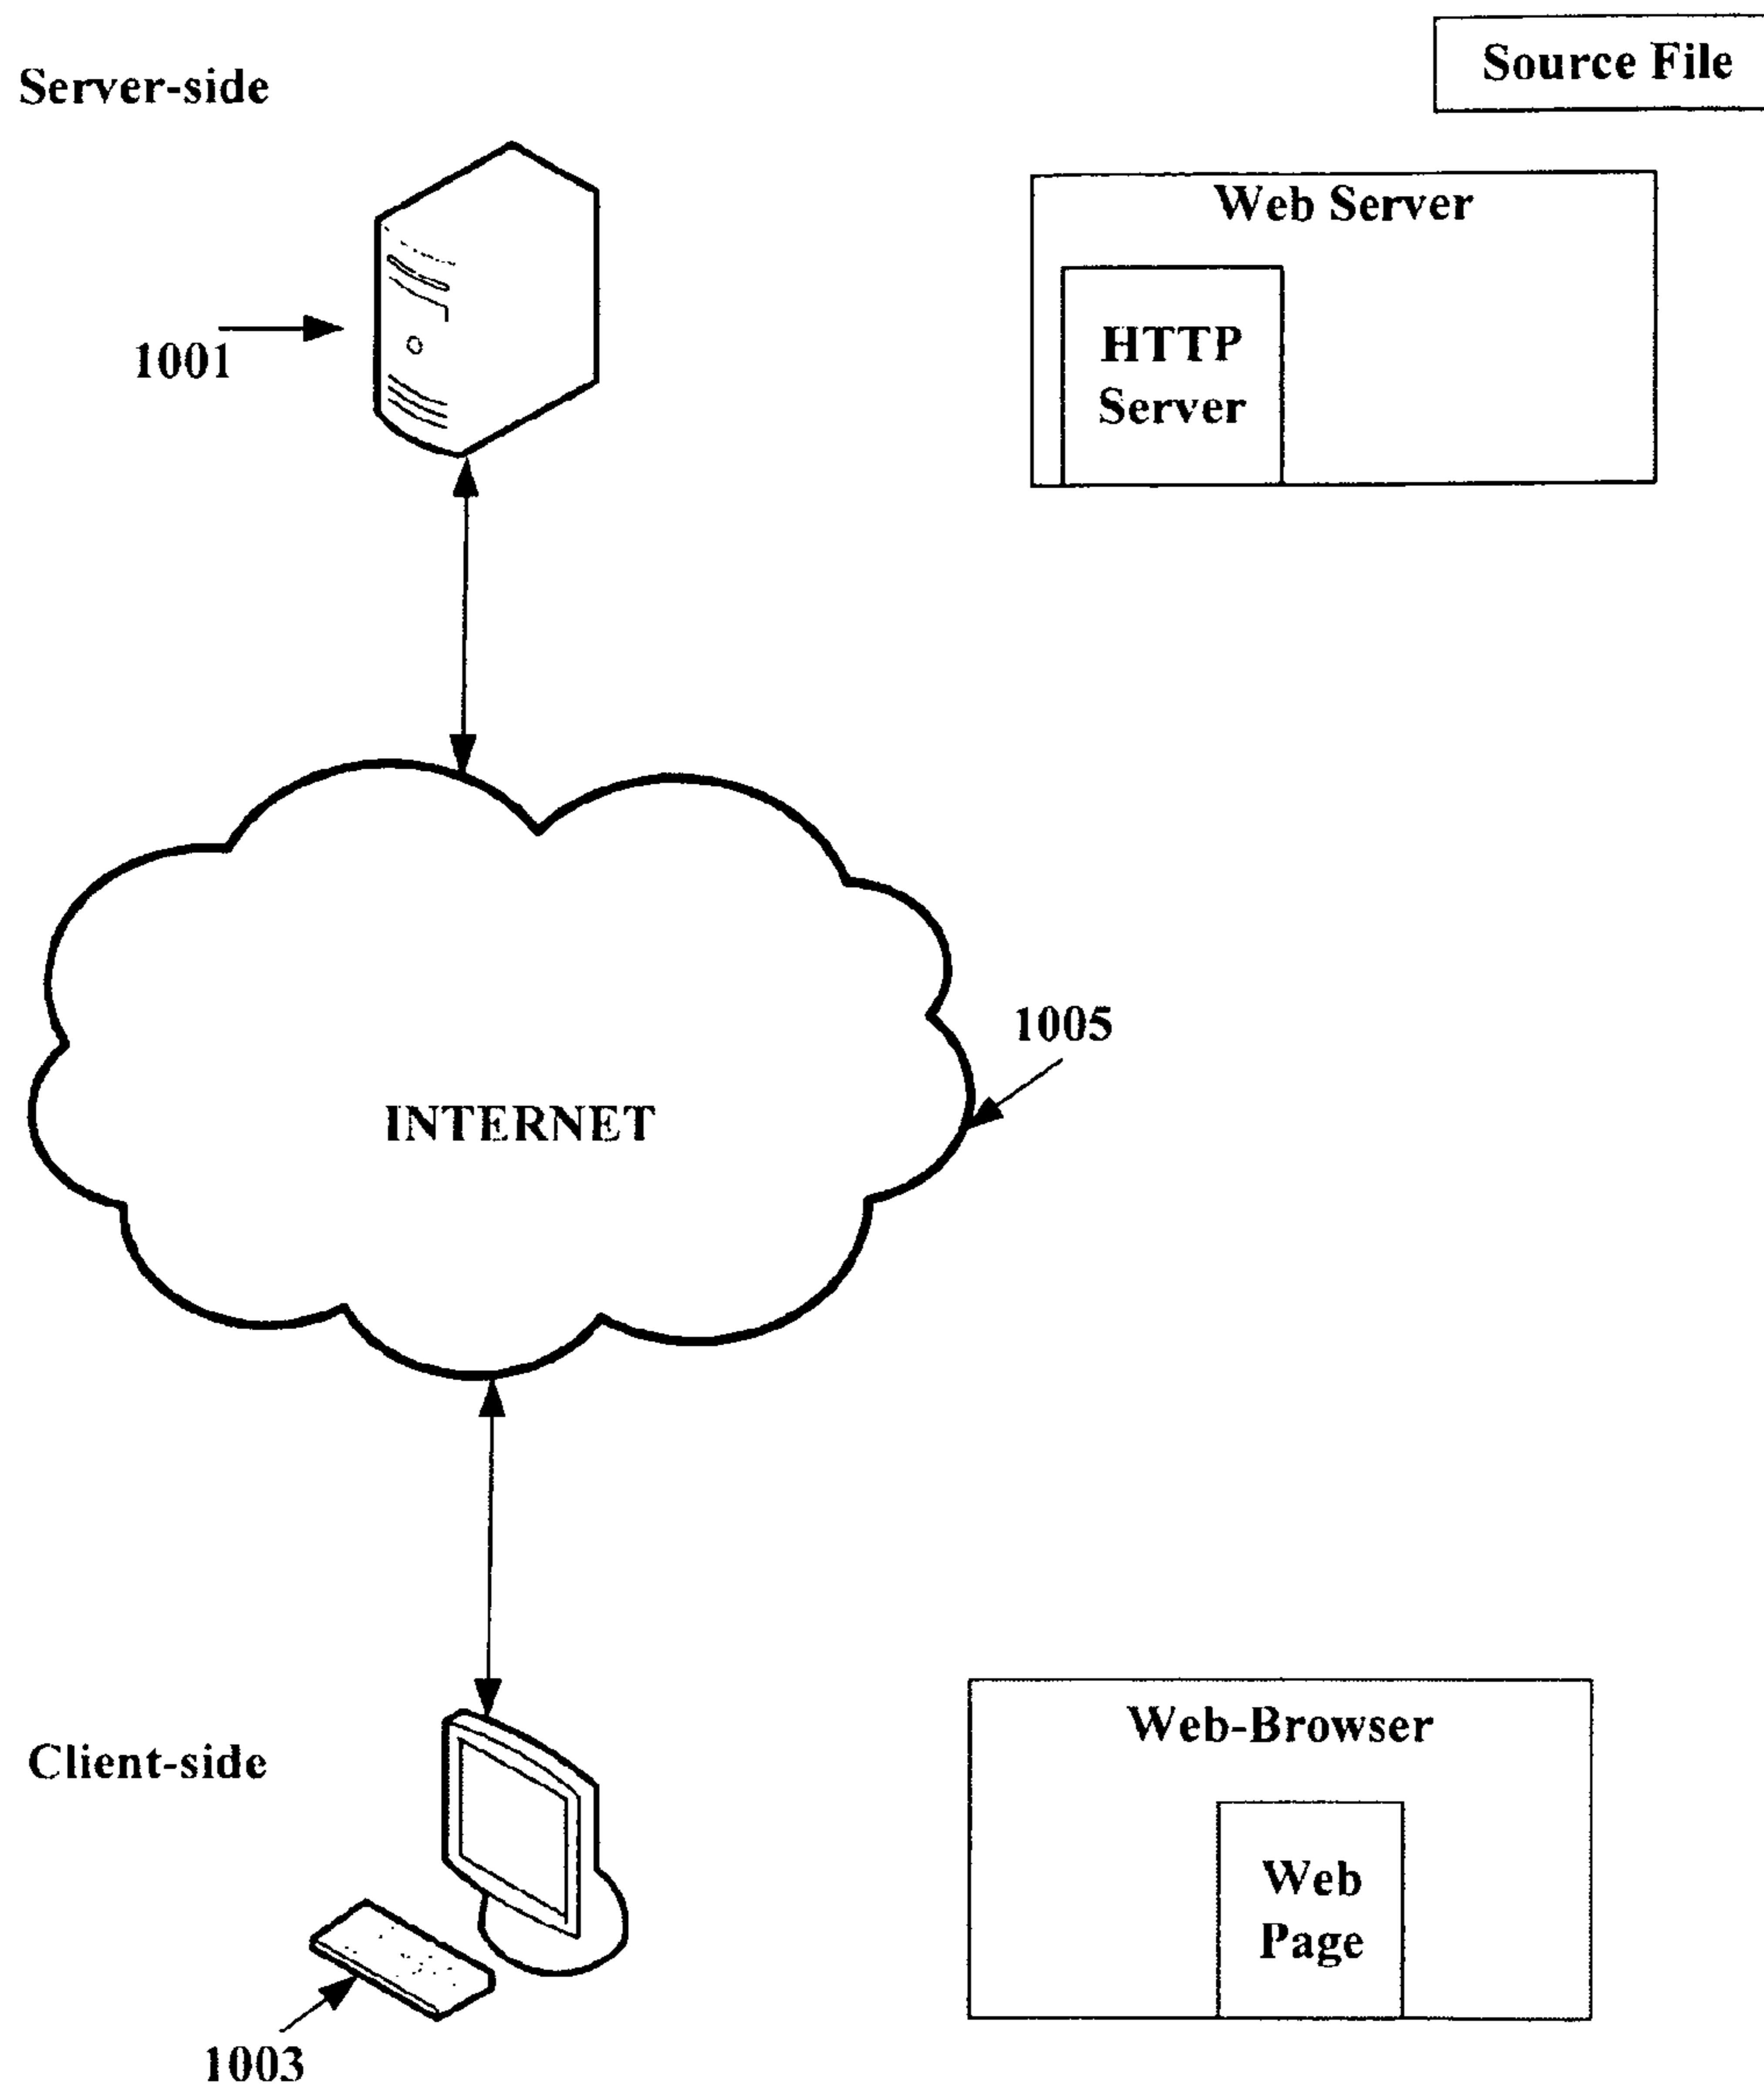 Source File
Server-side
Web Server
HTTP
Server
1001
1005
INTERNET
Web-Browser
Client-side
Web
Page
1003